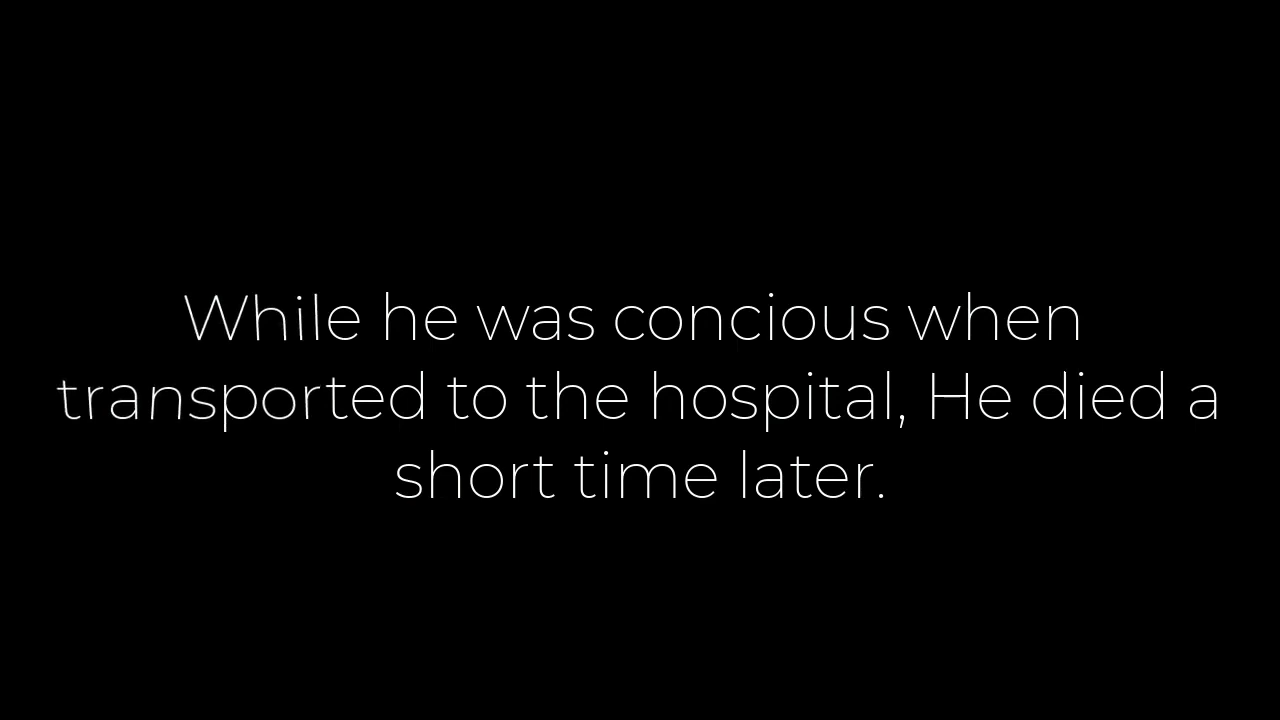 While he was concious when
transported to the hospital, He died a
short time later.